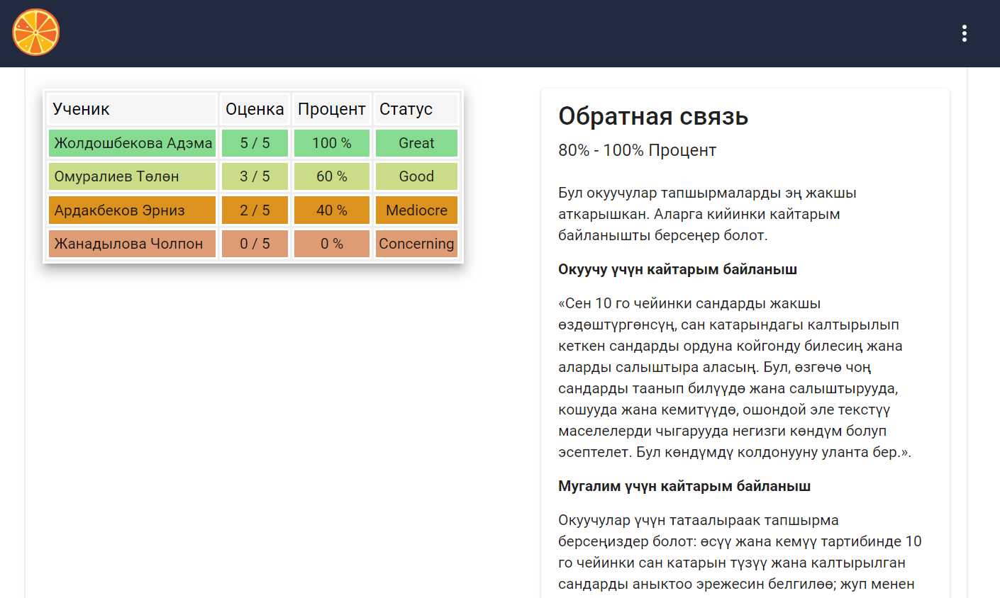 Ученик Оценка Процент Статус
Жолдошбекова Адэма 5 / 5 100 % Great
Омуралиев Төлөн 3 / 5 60 % Good
Ардакбеков Эрниз 2 / 5 40 % Mediocre
Жанадылова Чолпон 0 / 5 0 % Concerning
Обратная связь
80% - 100% Процент
Бул окуучулар тапшырмаларды эң жакшы
аткарышкан. Аларга кийинки кайтарым
байланышты берсеңер болот.
Окуучу үчүн кайтарым байланыш
«Сен 10 го чейинки сандарды жакшы
өздөштүргөнсүң, сан катарындагы калтырылып
кеткен сандарды ордуна койгонду билесиң жана
аларды салыштыра аласың. Бул, өзгөчө чоң
сандарды таанып билүүдө жана салыштырууда,
кошууда жана кемитүүдө, ошондой эле текстүү
маселелерди чыгарууда негизги көндүм болуп
эсептелет. Бул көндүмдү колдонууну уланта бер.».
Мугалим үчүн кайтарым байланыш
Окуучулар үчүн татаалыраак тапшырма
берсеңиздер болот: өсүү жана кемүү тартибинде 10
го чейинки сан катарын түзүү жана калтырылган
сандарды аныктоо эрежесин белгилөө; жуп менен